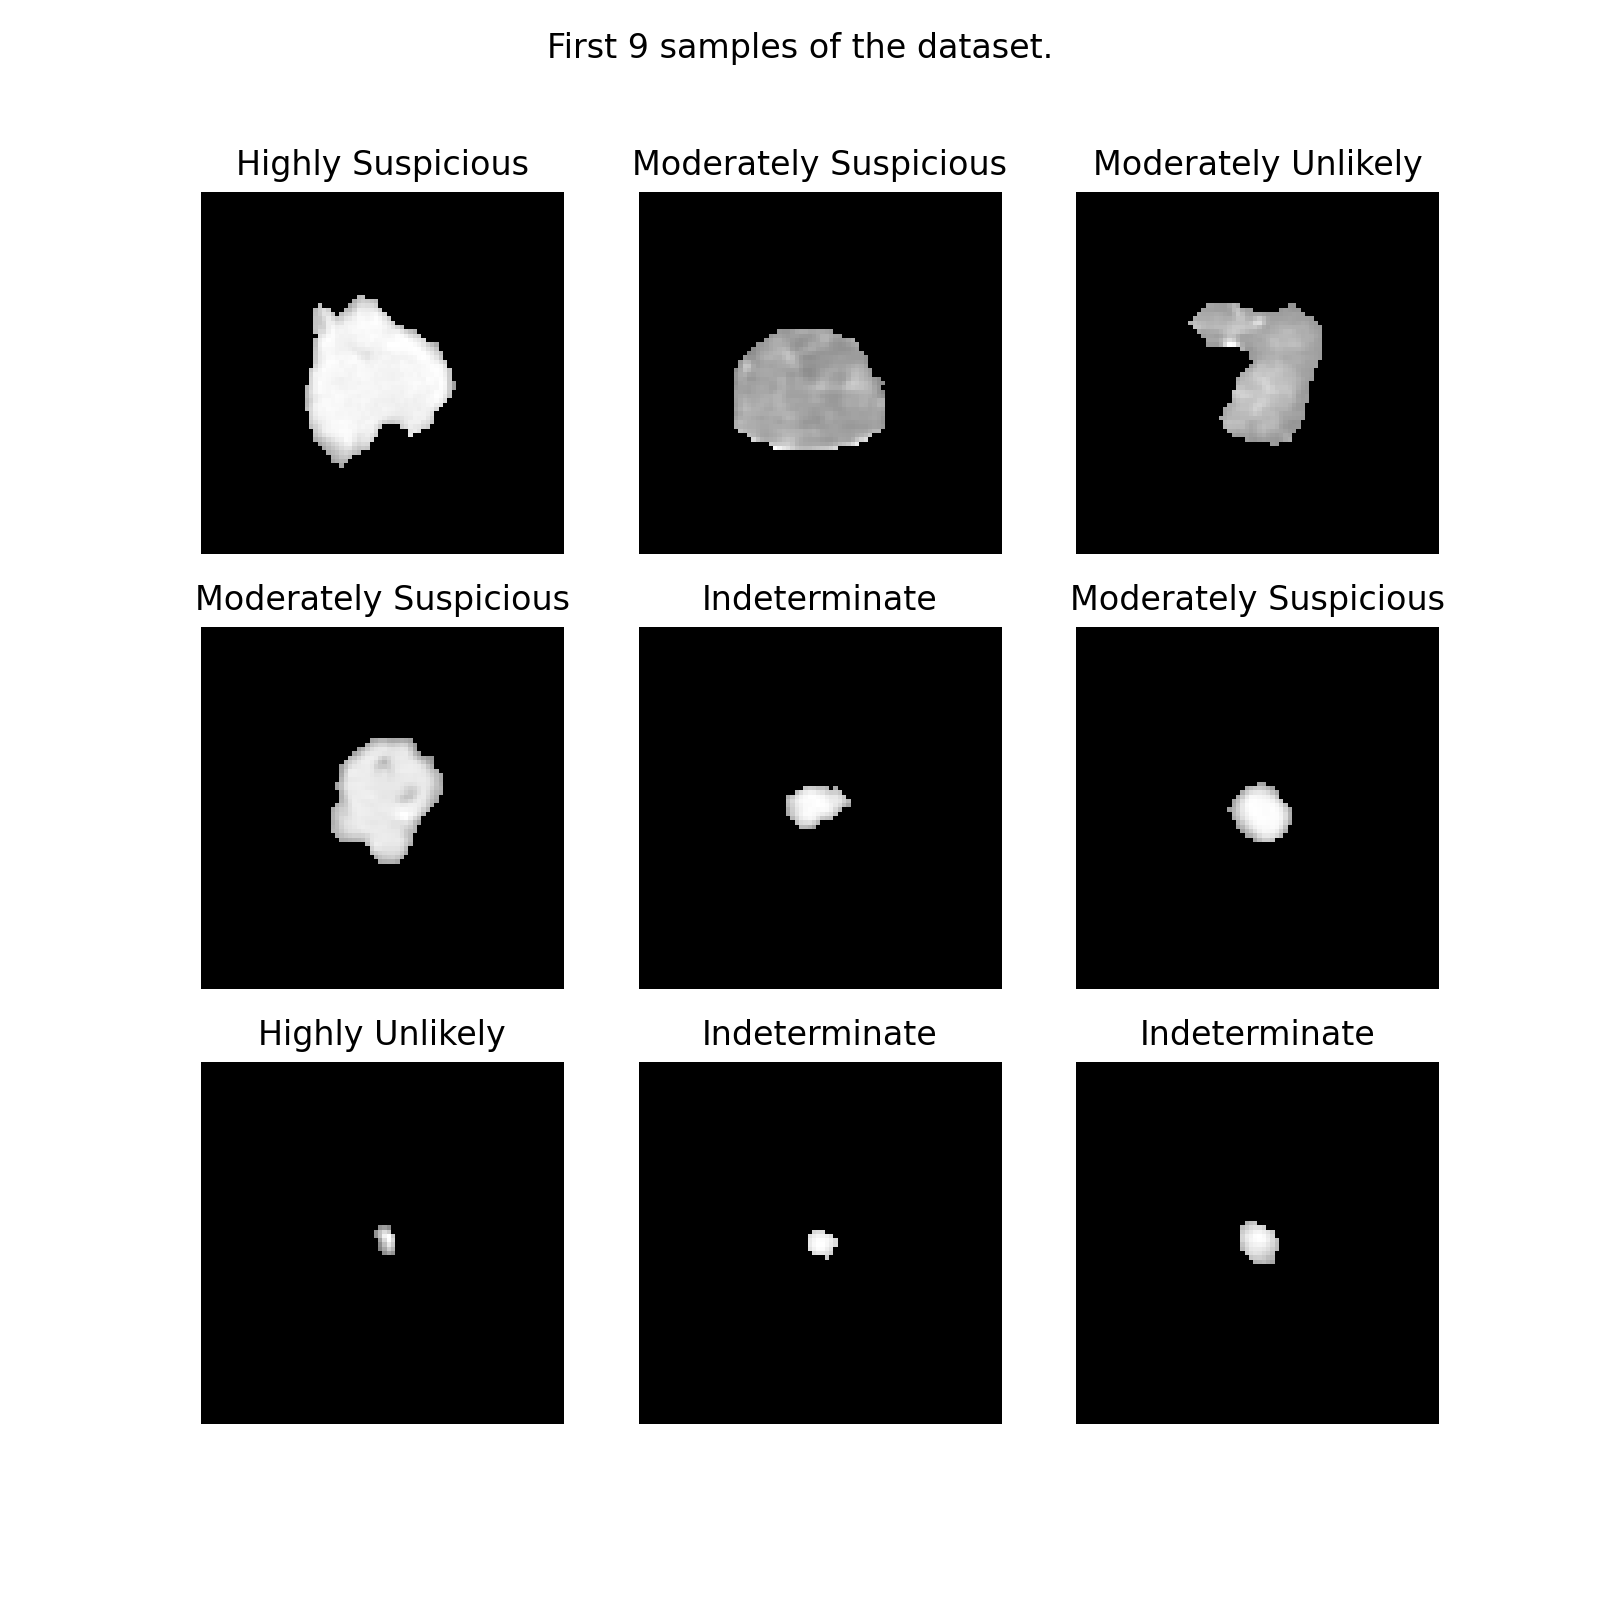 First 9 samples of the dataset.
Highly Suspicious
Moderately Suspicious
Moderately Unlikely
Moderately Suspicious
Indeterminate
Moderately Suspicious
Highly Unlikely
Indeterminate
Indeterminate